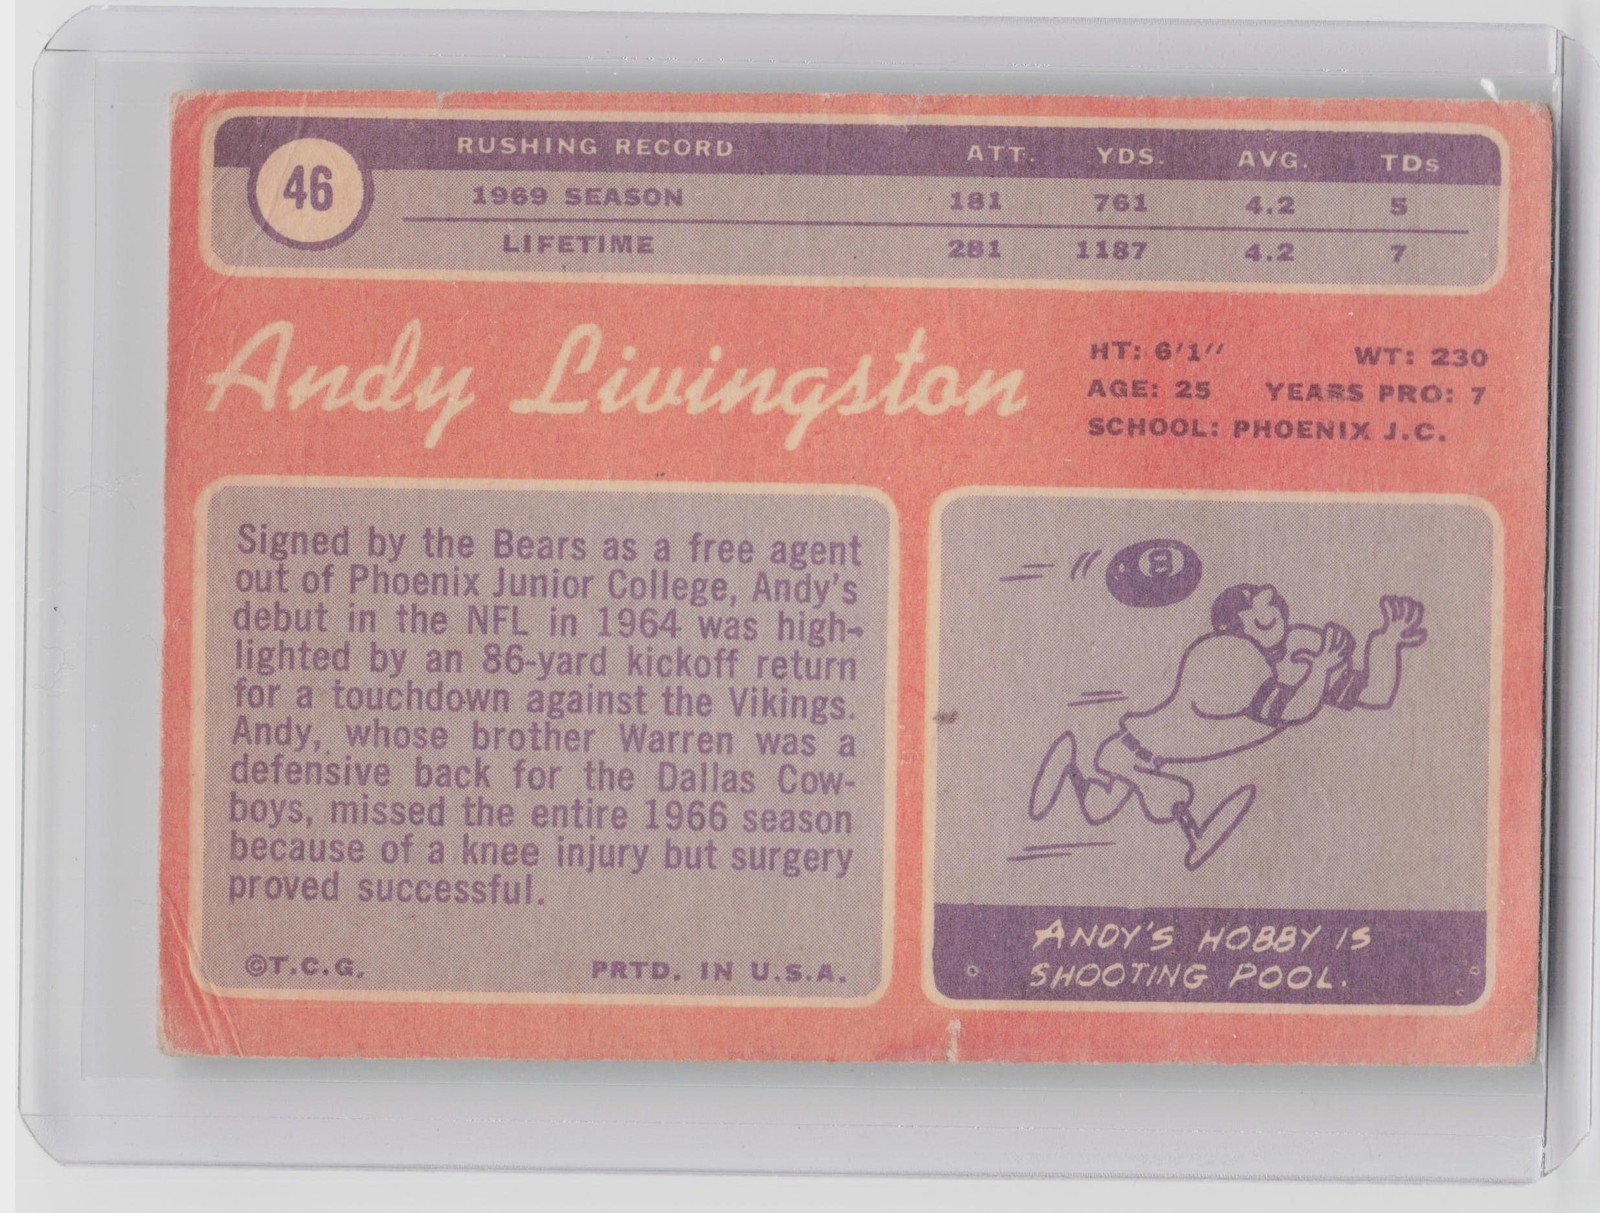 46
RUSHING RECORD ATT. YDS. AVG. TDs
1969 SEASON 181 761 4.2 5
LIFETIME 281 1187 4.2 7
Andy Livingston
HT: 6'1" WT: 230
AGE: 25 YEARS PRO: 7
SCHOOL: PHOENIX J.C.
Signed by the Bears as a free agent
out of Phoenix Junior College, Andy's
debut in the NFL in 1964 was high-
lighted by an 86-yard kickoff return
for a touchdown against the Vikings.
Andy, whose brother Warren was a
defensive back for the Dallas Cow-
boys, missed the entire 1966 season
because of a knee injury but surgery
proved successful.
©T.C.G. PRTD. IN U.S.A.
8
ANDY'S HOBBY IS
SHOOTING POOL.